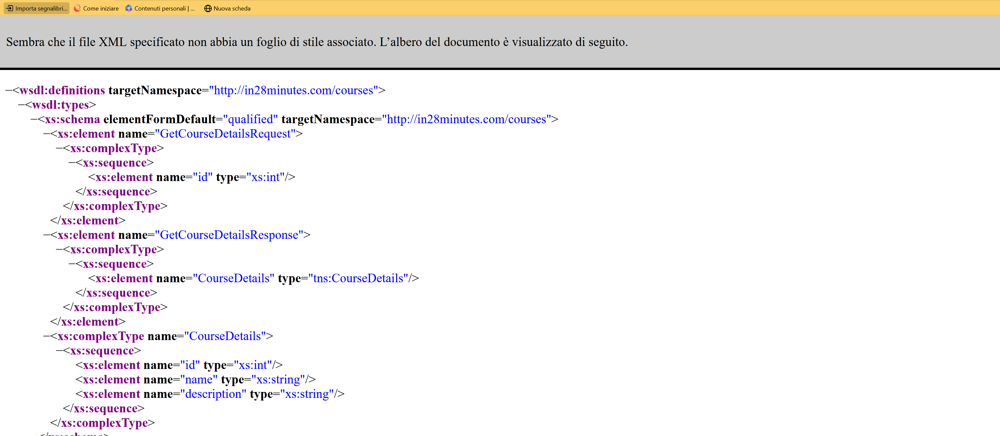 Importa segnalibri... Come iniziare Contenuti personali | ... Nuova scheda
Sembra che il file XML specificato non abbia un foglio di stile associato. L’albero del documento è visualizzato di seguito.
−<wsdl:definitions targetNamespace="http://in28minutes.com/courses">
−<wsdl:types>
−<xs:schema elementFormDefault="qualified" targetNamespace="http://in28minutes.com/courses">
−<xs:element name="GetCourseDetailsRequest">
−<xs:complexType>
−<xs:sequence>
<xs:element name="id" type="xs:int"/>
</xs:sequence>
</xs:complexType>
</xs:element>
−<xs:element name="GetCourseDetailsResponse">
−<xs:complexType>
−<xs:sequence>
<xs:element name="CourseDetails" type="tns:CourseDetails"/>
</xs:sequence>
</xs:complexType>
</xs:element>
−<xs:complexType name="CourseDetails">
−<xs:sequence>
<xs:element name="id" type="xs:int"/>
<xs:element name="name" type="xs:string"/>
<xs:element name="description" type="xs:string"/>
</xs:sequence>
</xs:complexType>
</xs:schema>